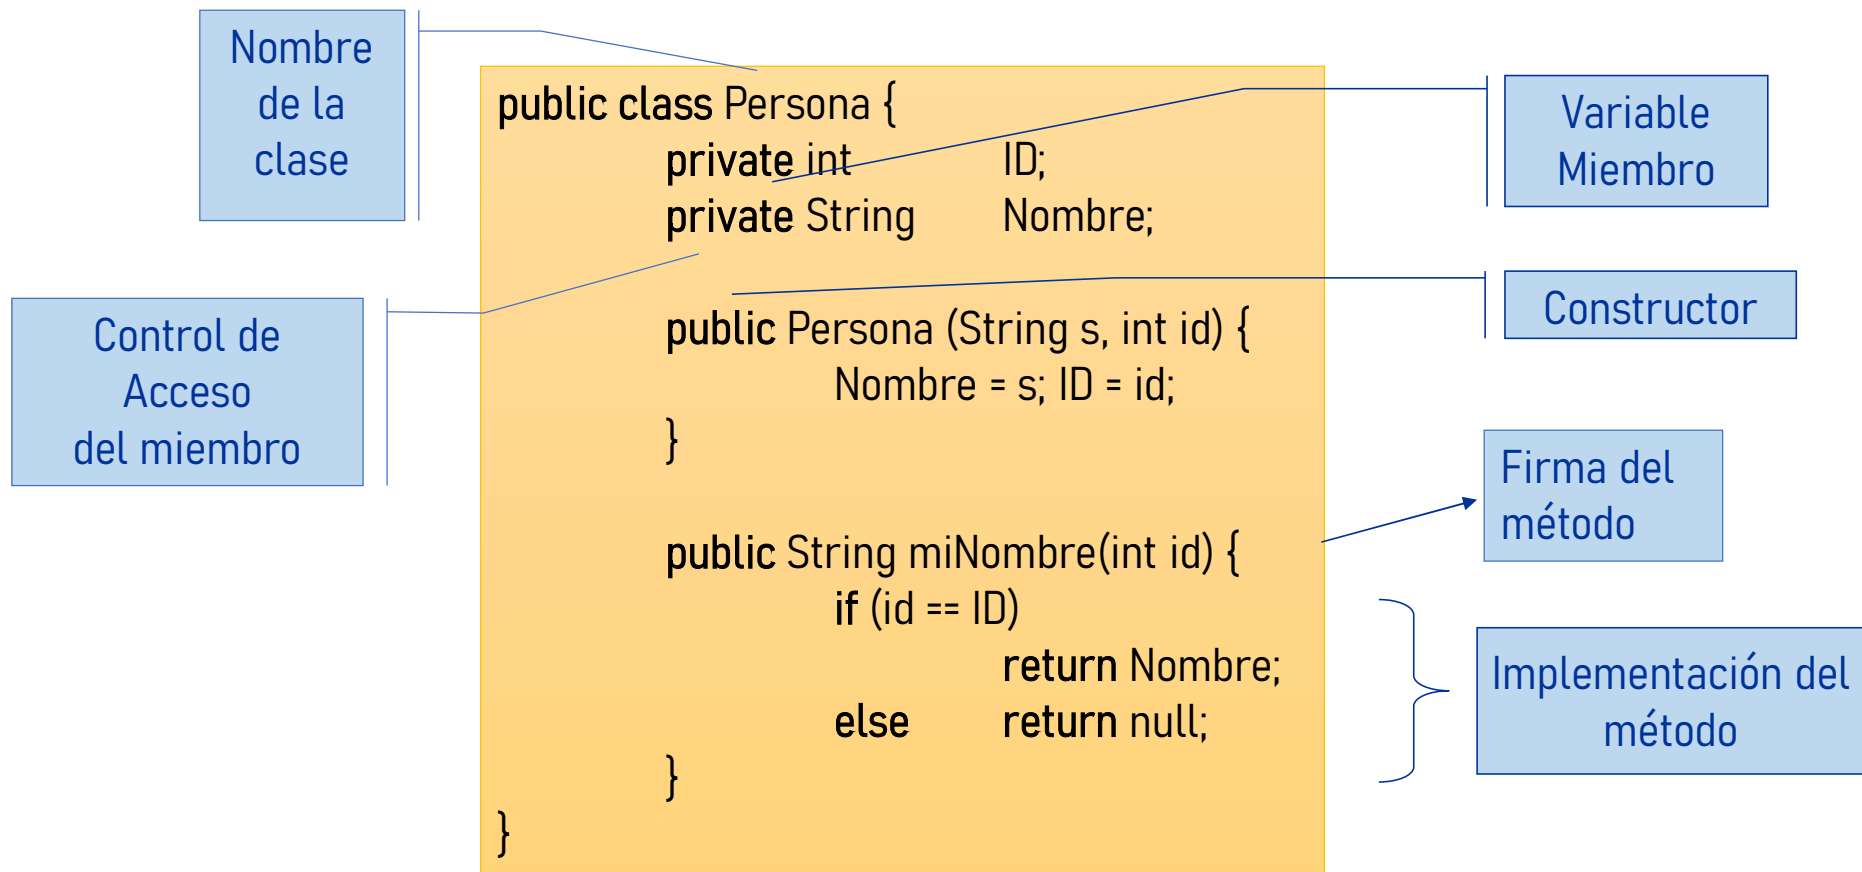 Nombre
de la
clase
public class Persona {
private int ID;
private String Nombre;
public Persona (String s, int id) {
Nombre = s; ID = id;
}
public String miNombre(int id) {
if (id == ID)
return Nombre;
else return null;
}
}
Control de
Acceso
del miembro
Variable
Miembro
Constructor
Firma del
método
Implementación del
método